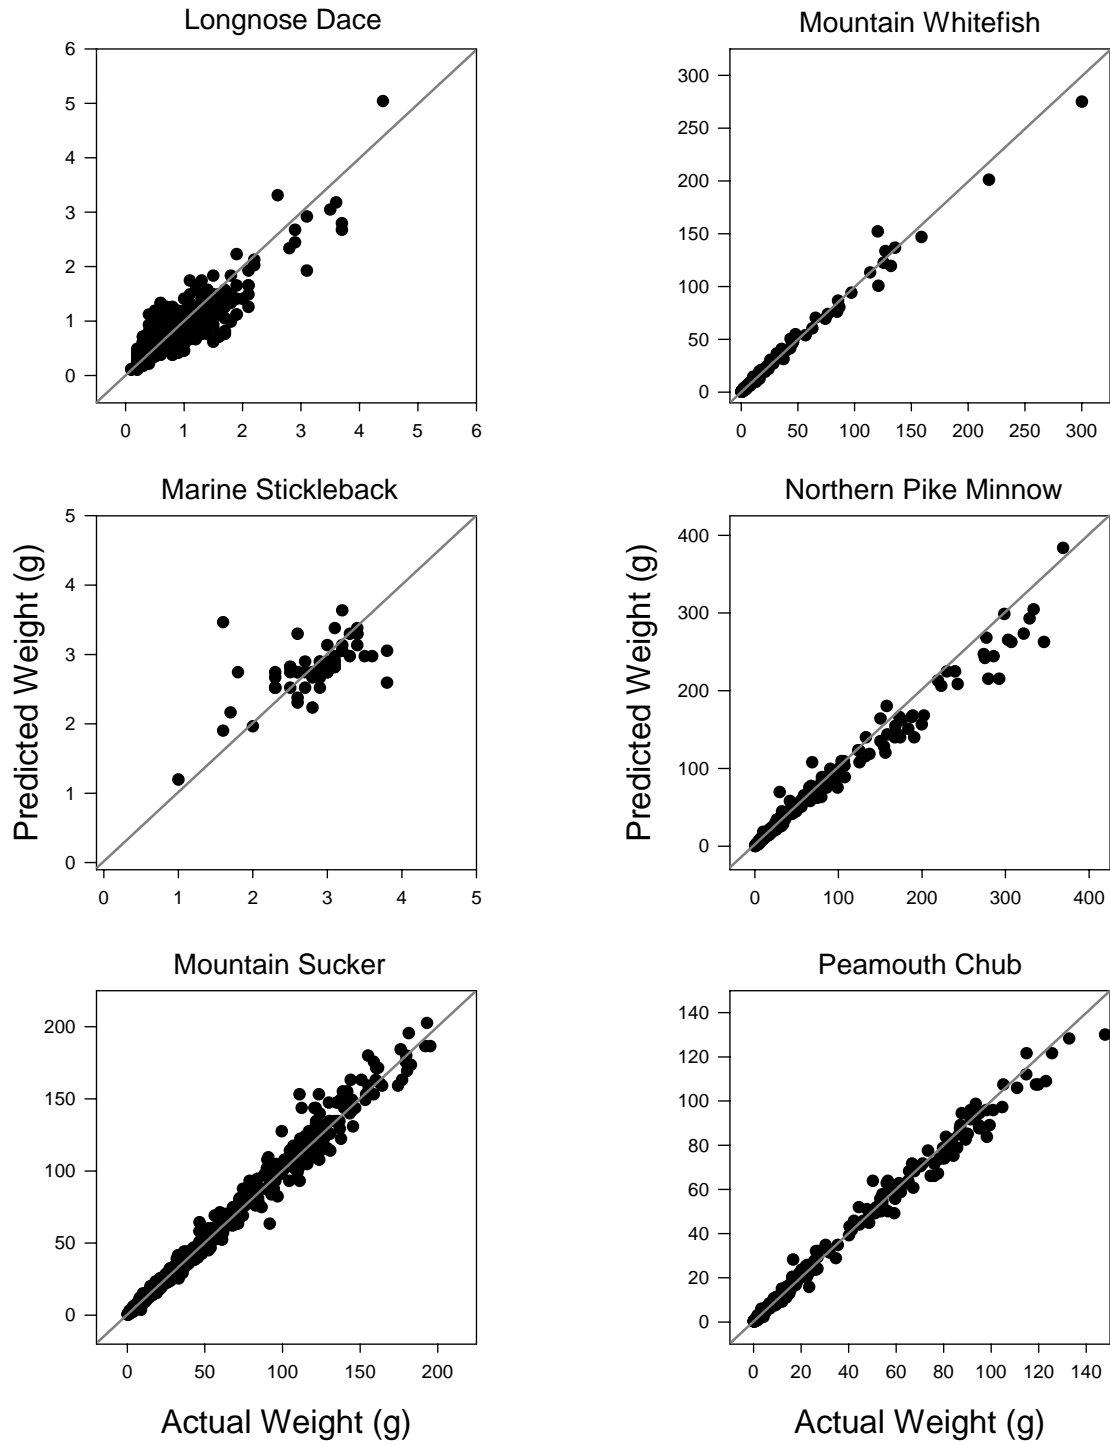 Longnose Dace
6
5
4
3
2
1
0
0 1 2 3 4 5 6
Mountain Whitefish
300
250
200
150
100
50
0
0 50 100 150 200 250 300
Marine Stickleback
5
4
3
2
1
0
0 1 2 3 4 5
Predicted Weight (g)
Northern Pike Minnow
400
300
200
100
0
0 100 200 300 400
Predicted Weight (g)
Mountain Sucker
200
150
100
50
0
0 50 100 150 200
Actual Weight (g)
Peamouth Chub
140
120
100
80
60
40
20
0
0 20 40 60 80 100 120 140
Actual Weight (g)